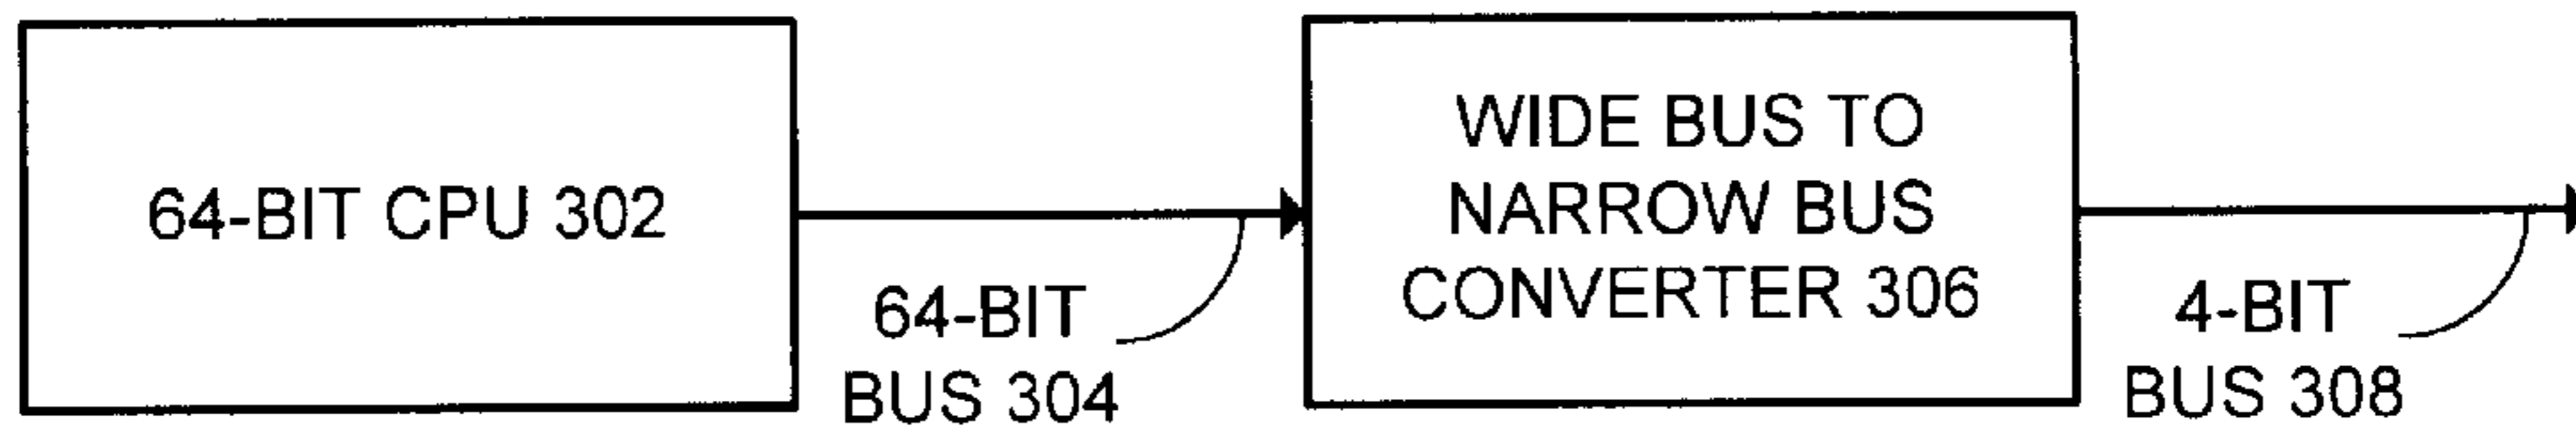 64-BIT CPU 302
64-BIT
BUS 304
WIDE BUS TO
NARROW BUS
CONVERTER 306
4-BIT
BUS 308